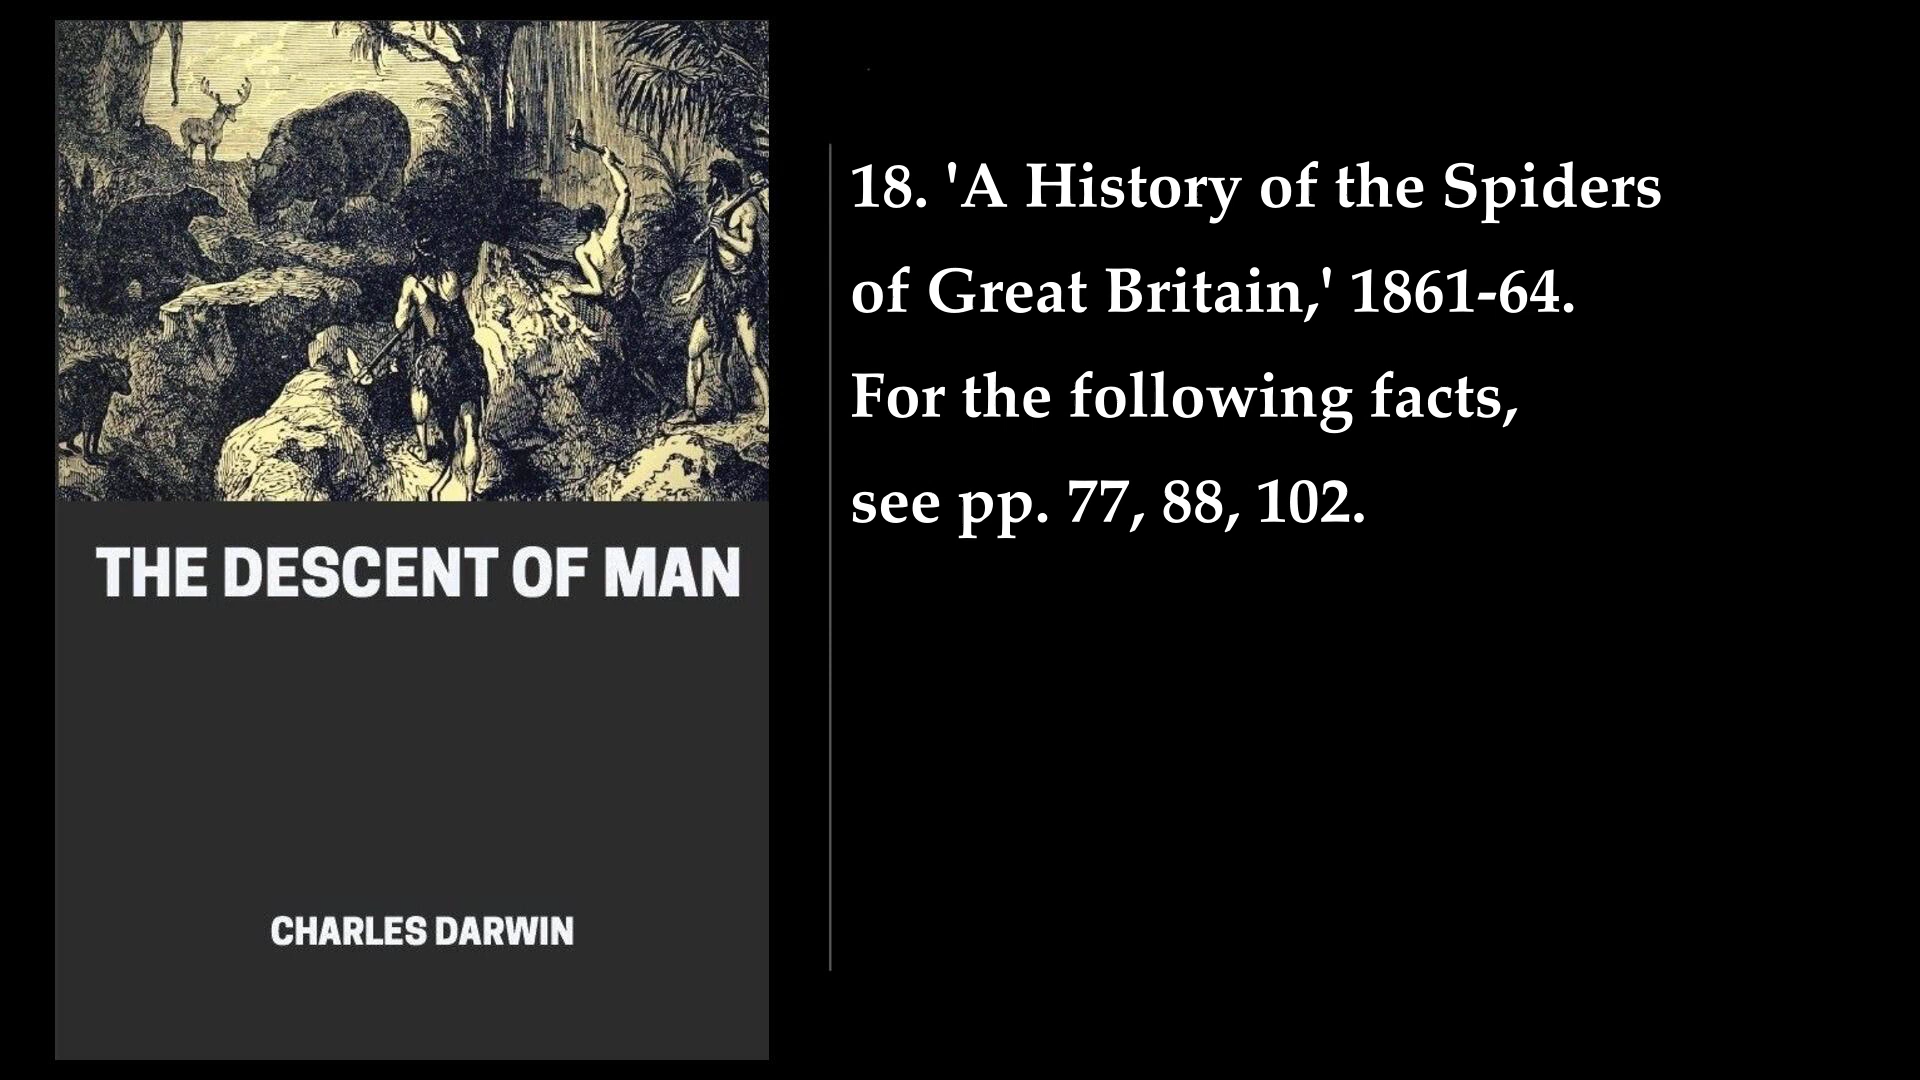 THE DESCENT OF MAN
CHARLES DARWIN
18. 'A History of the Spiders
of Great Britain,' 1861-64.
For the following facts,
see pp. 77, 88, 102.